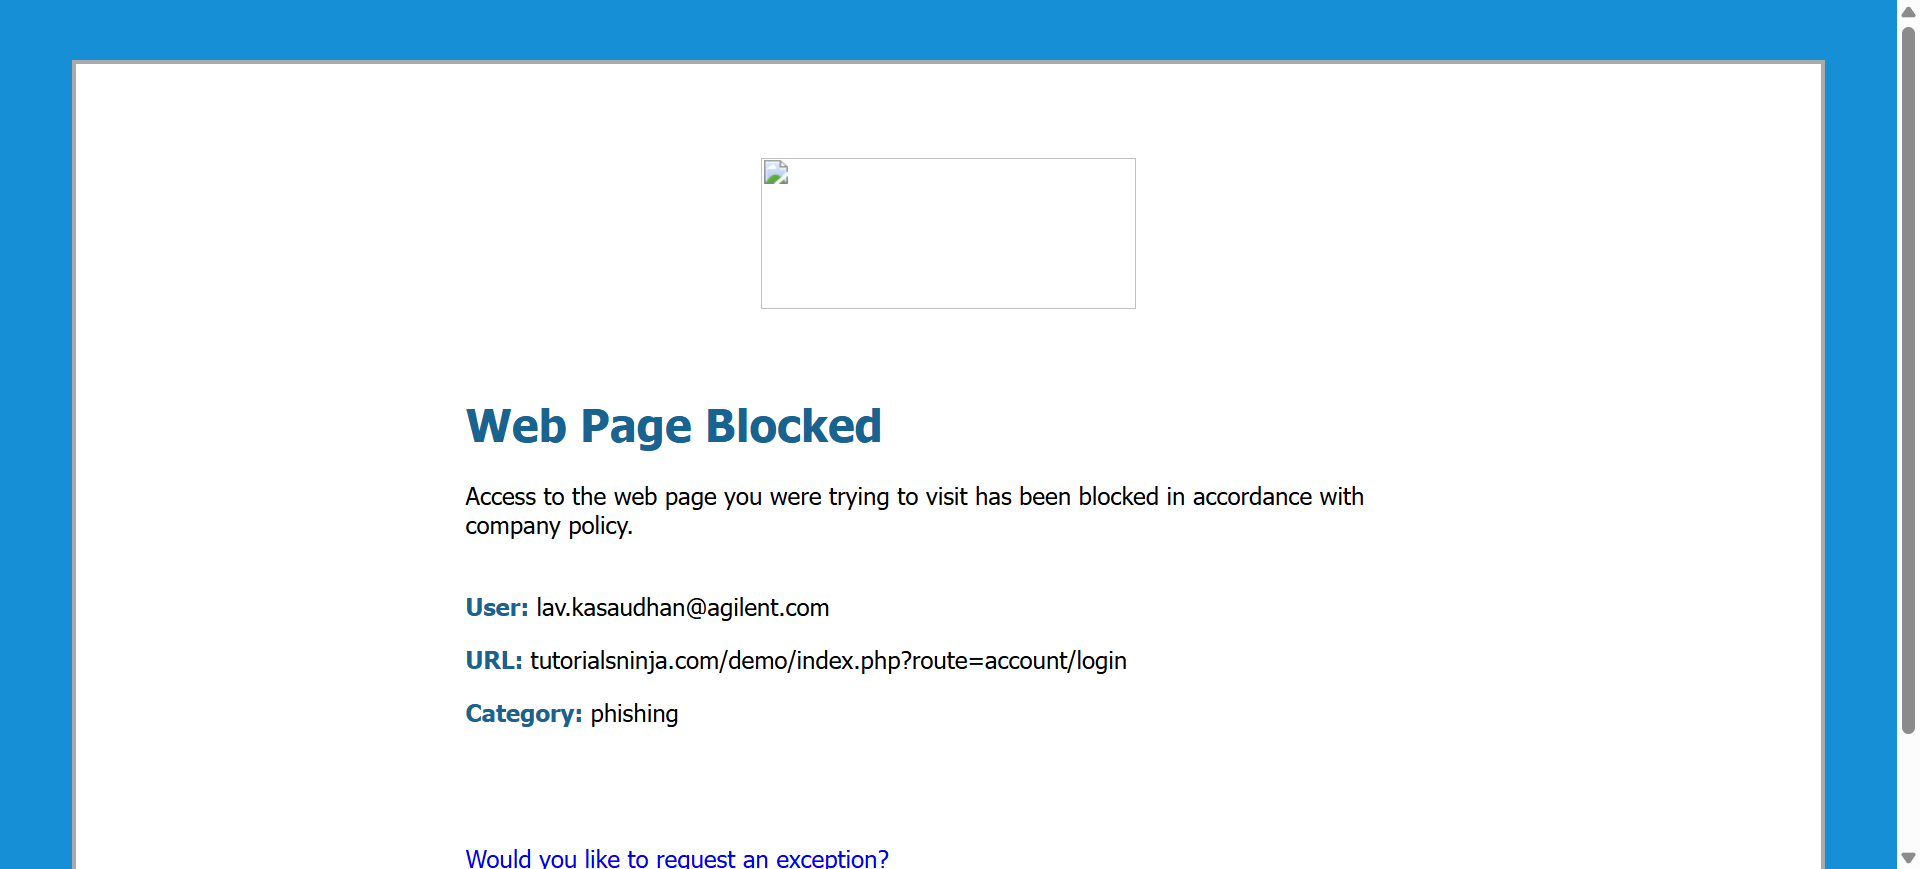 Web Page Blocked
Access to the web page you were trying to visit has been blocked in accordance with
company policy.
User: lav.kasaudhan@agilent.com
URL: tutorialsninja.com/demo/index.php?route=account/login
Category: phishing
Would you like to request an exception?